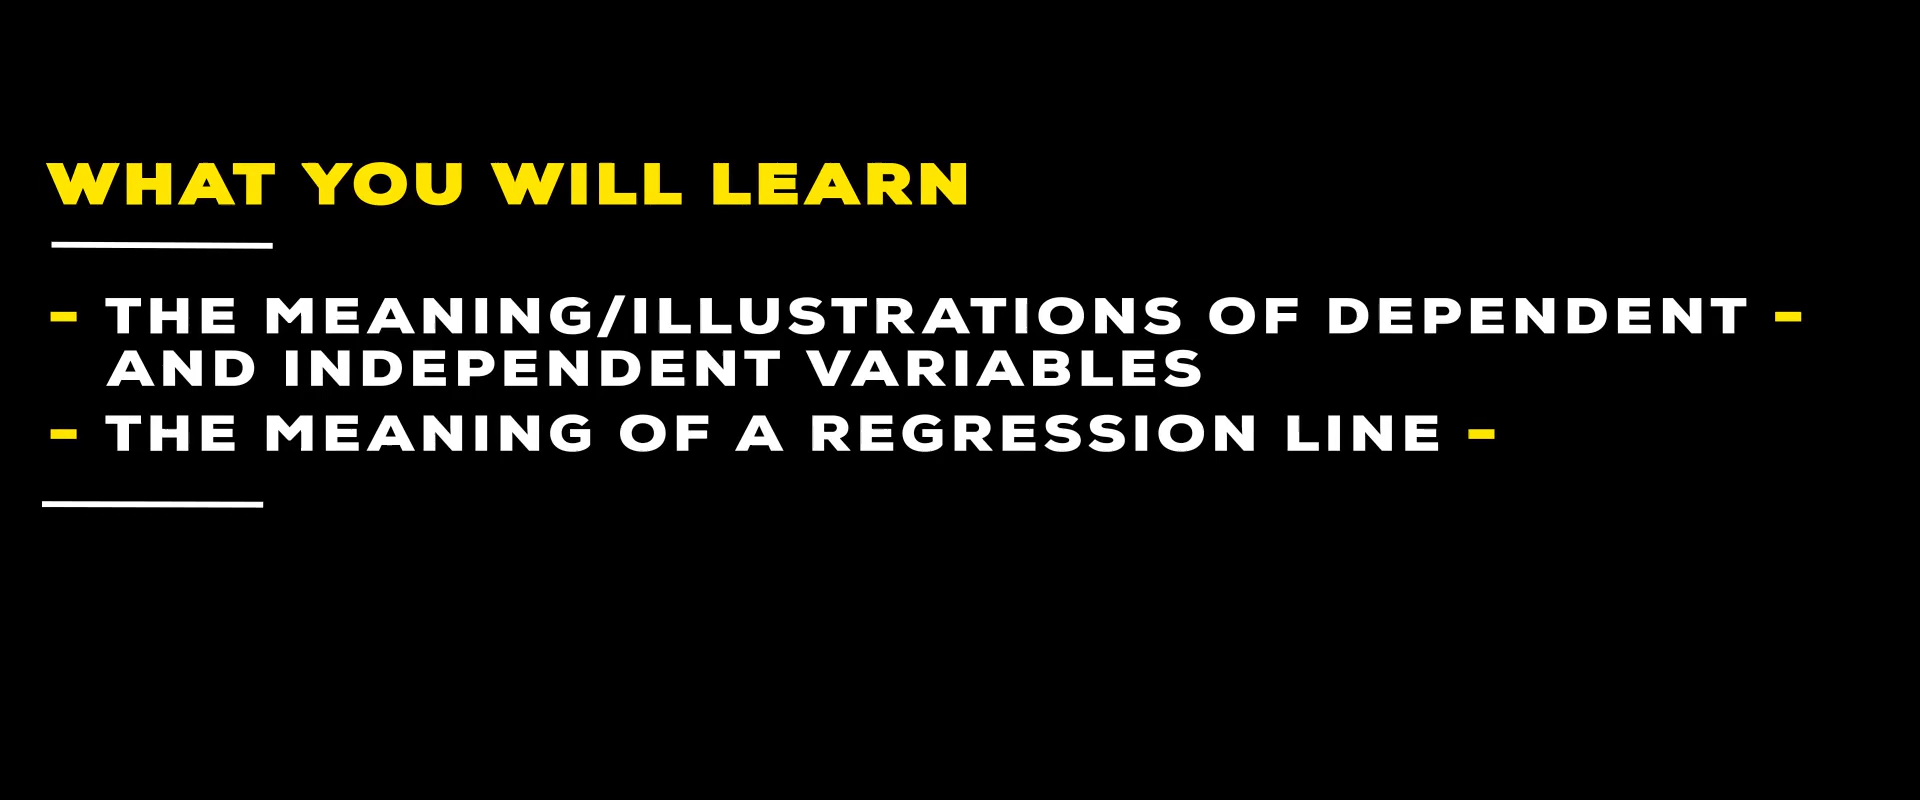 WHAT YOU WILL LEARN
- THE MEANING/ILLUSTRATIONS OF DEPENDENT -
AND INDEPENDENT VARIABLES
- THE MEANING OF A REGRESSION LINE -